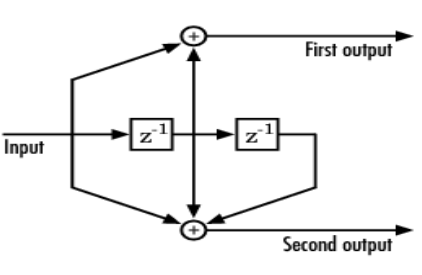 +
First output
Input
z⁻¹
z⁻¹
+
Second output